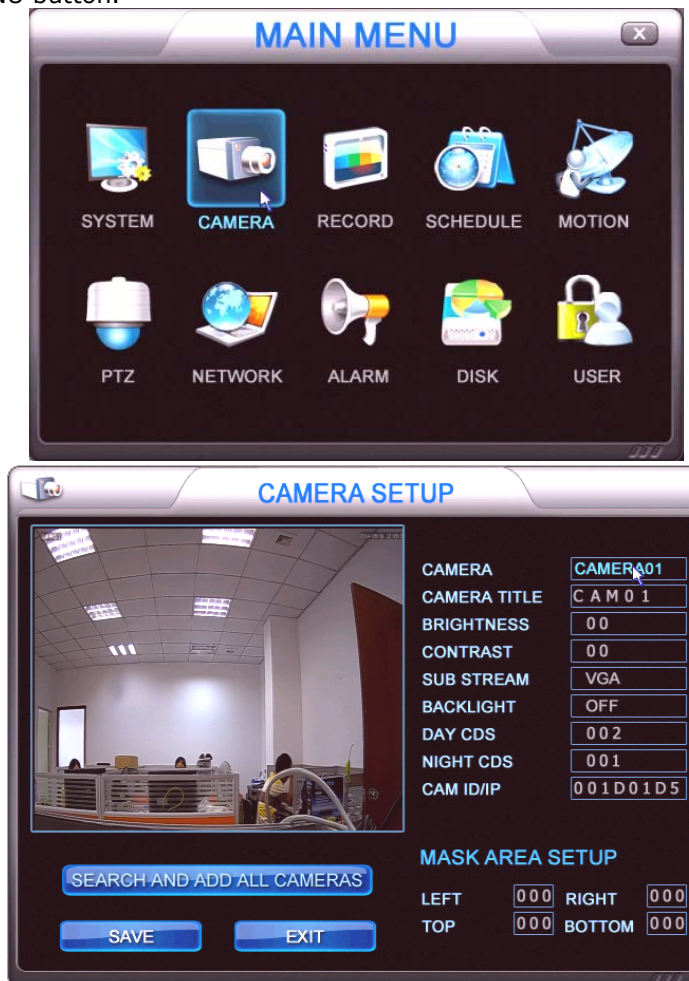 NU button.
MAIN MENU
X
SYSTEM CAMERA RECORD SCHEDULE MOTION
PTZ NETWORK ALARM DISK USER
CAMERA SETUP
CAMERA CAMERA01
CAMERA TITLE CAM01
BRIGHTNESS 00
CONTRAST 00
SUB STREAM VGA
BACKLIGHT OFF
DAY CDS 002
NIGHT CDS 001
CAM ID/IP 001D01D5
MASK AREA SETUP
SEARCH AND ADD ALL CAMERAS
LEFT 000 RIGHT 000
TOP 000 BOTTOM 000
SAVE EXIT